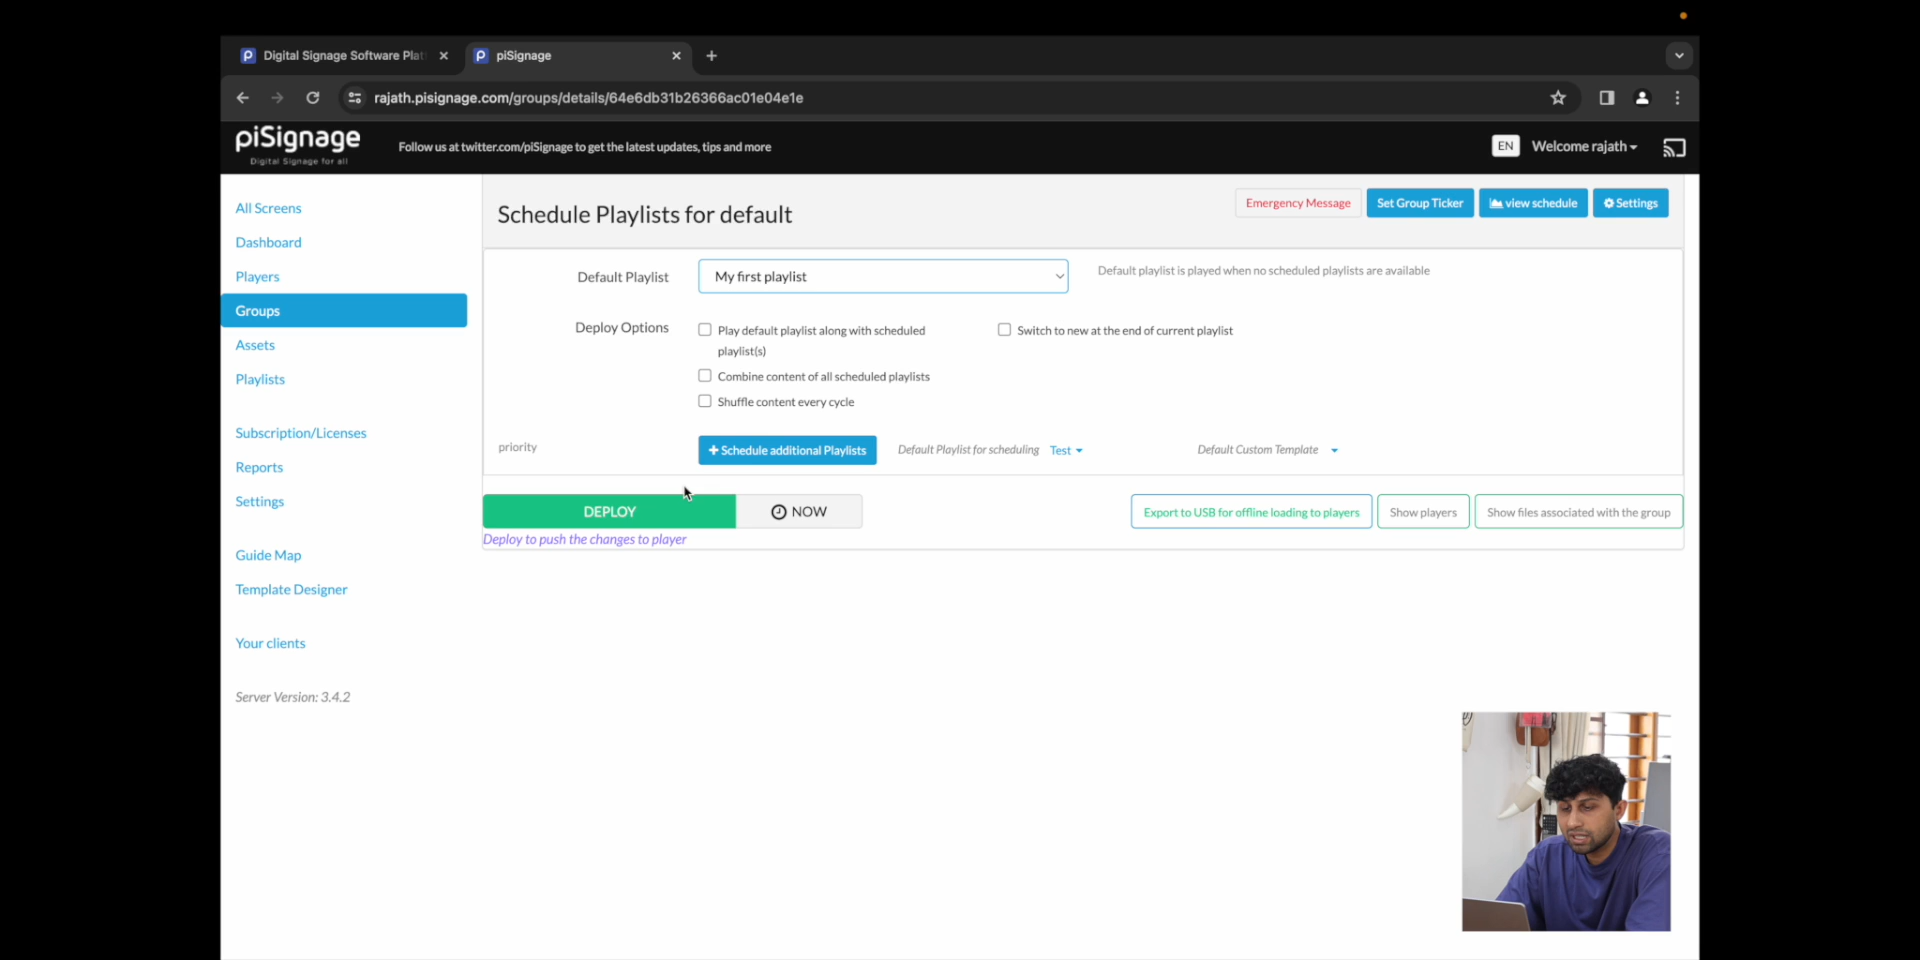 Digital Signage Software Plat
piSignage
rajath.pisignage.com/groups/details/64e6db31b26366ac01e04e1e
piSignage
Digital Signage for all
Follow us at twitter.com/piSignage to get the latest updates, tips and more
EN
Welcome rajath
All Screens
Dashboard
Players
Groups
Assets
Playlists
Subscription/Licenses
Reports
Settings
Guide Map
Template Designer
Your clients
Server Version: 3.4.2
Schedule Playlists for default
Emergency Message
Set Group Ticker
view schedule
Settings
Default Playlist
My first playlist
Default playlist is played when no scheduled playlists are available
Deploy Options
Play default playlist along with scheduled
playlist(s)
Switch to new at the end of current playlist
Combine content of all scheduled playlists
Shuffle content every cycle
priority
+ Schedule additional Playlists
Default Playlist for scheduling Test
Default Custom Template
DEPLOY
NOW
Export to USB for offline loading to players
Show players
Show files associated with the group
Deploy to push the changes to player